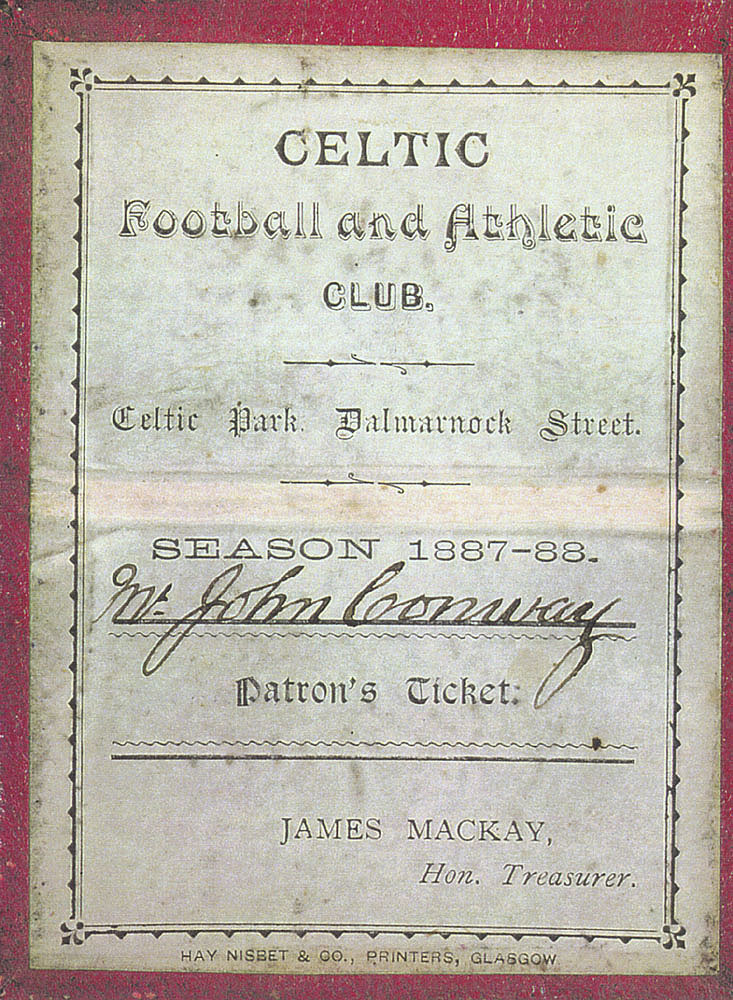 CELTIC
Football and Athletic
CLUB.
Celtic Park. Dalmarnock Street.
SEASON 1887-88.
Mr. John Conway
Patron's Ticket.
JAMES MACKAY,
Hon. Treasurer.
HAY NISBET & CO., PRINTERS, GLASGOW